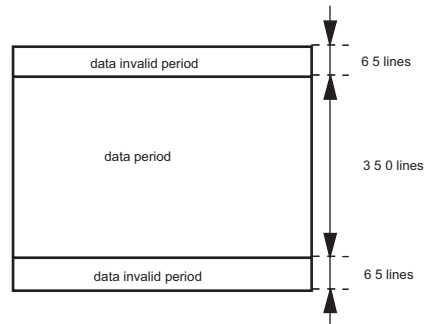 data invalid period
6 5 lines
data period
3 5 0 lines
data invalid period
6 5 lines